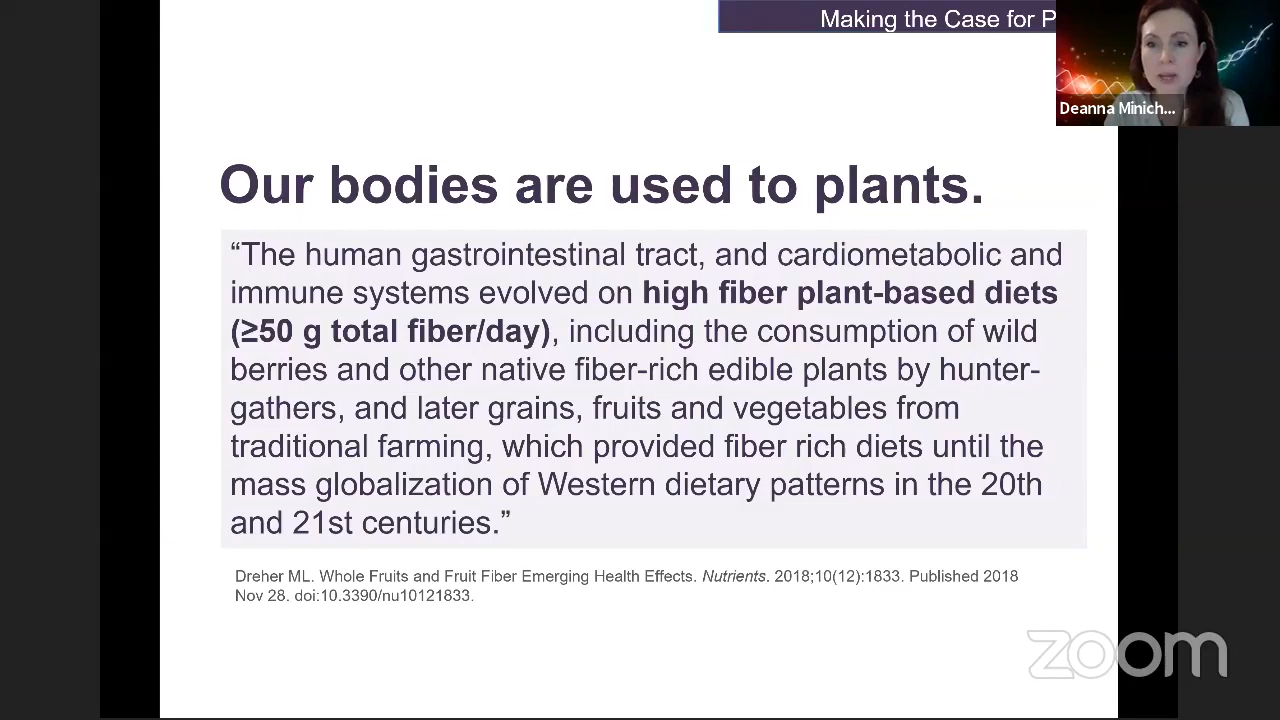 Making the Case for P
Deanna Minich...
Our bodies are used to plants.
“The human gastrointestinal tract, and cardiometabolic and
immune systems evolved on high fiber plant-based diets
(≥50 g total fiber/day), including the consumption of wild
berries and other native fiber-rich edible plants by hunter-
gathers, and later grains, fruits and vegetables from
traditional farming, which provided fiber rich diets until the
mass globalization of Western dietary patterns in the 20th
and 21st centuries.”
Dreher ML. Whole Fruits and Fruit Fiber Emerging Health Effects. Nutrients. 2018;10(12):1833. Published 2018
Nov 28. doi:10.3390/nu10121833.
zoom